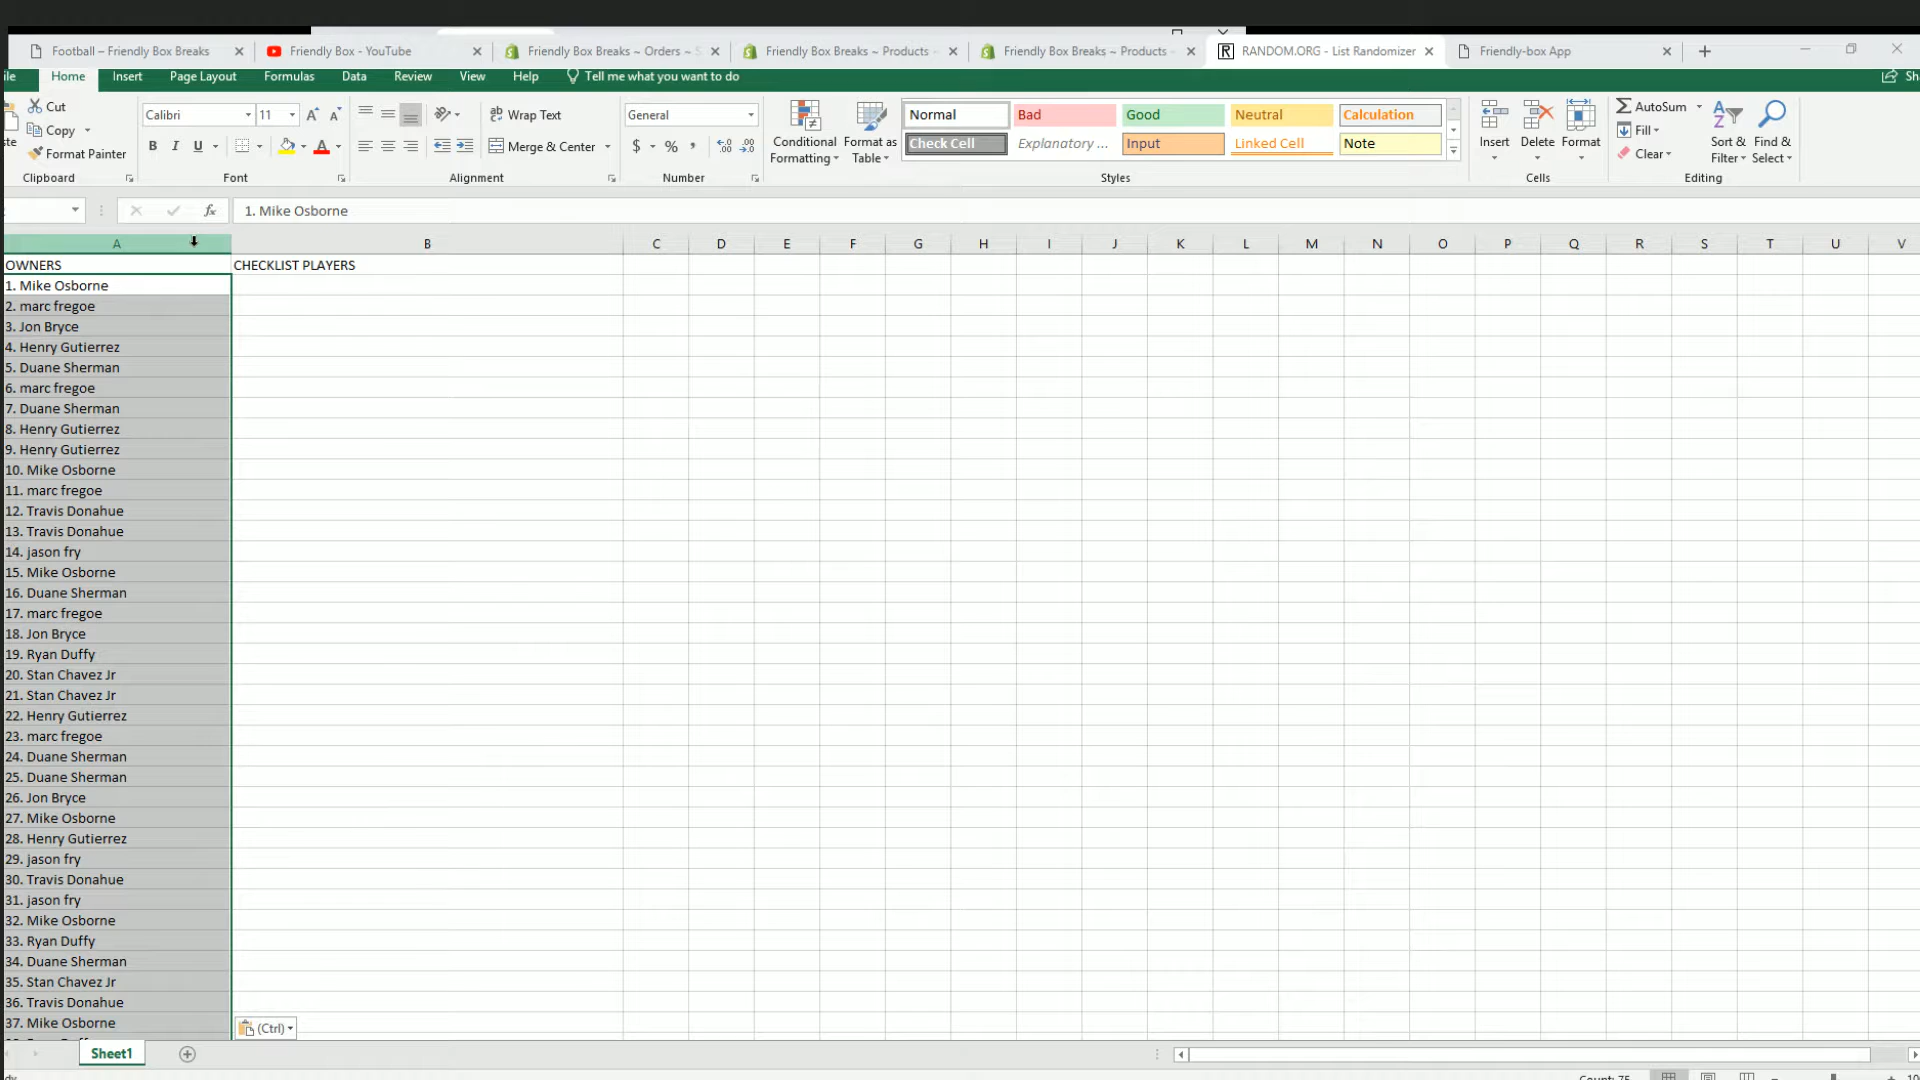 Football – Friendly Box Breaks
Friendly Box - YouTube
Friendly Box Breaks ~ Orders ~ S
Friendly Box Breaks ~ Products -
Friendly Box Breaks ~ Products -
RANDOM.ORG - List Randomizer
Friendly-box App
ile Home Insert Page Layout Formulas Data Review View Help Tell me what you want to do Sh
Cut
Copy
Format Painter
ste
Clipboard
Calibri 11
B I U
Font
Wrap Text
Merge & Center
Alignment
General
$ % ,
Number
Conditional Formatting
Format as Table
Normal Bad Good Neutral Calculation
Check Cell Explanatory ... Input Linked Cell Note
Styles
Insert Delete Format
Cells
AutoSum
Fill
Clear
Sort & Filter
Find & Select
Editing
fx 1. Mike Osborne
A B C D E F G H I J K L M N O P Q R S T U V
OWNERS CHECKLIST PLAYERS
1. Mike Osborne
2. marc fregoe
3. Jon Bryce
4. Henry Gutierrez
5. Duane Sherman
6. marc fregoe
7. Duane Sherman
8. Henry Gutierrez
9. Henry Gutierrez
10. Mike Osborne
11. marc fregoe
12. Travis Donahue
13. Travis Donahue
14. jason fry
15. Mike Osborne
16. Duane Sherman
17. marc fregoe
18. Jon Bryce
19. Ryan Duffy
20. Stan Chavez Jr
21. Stan Chavez Jr
22. Henry Gutierrez
23. marc fregoe
24. Duane Sherman
25. Duane Sherman
26. Jon Bryce
27. Mike Osborne
28. Henry Gutierrez
29. jason fry
30. Travis Donahue
31. jason fry
32. Mike Osborne
33. Ryan Duffy
34. Duane Sherman
35. Stan Chavez Jr
36. Travis Donahue
37. Mike Osborne
(Ctrl)
Sheet1
Count: 75